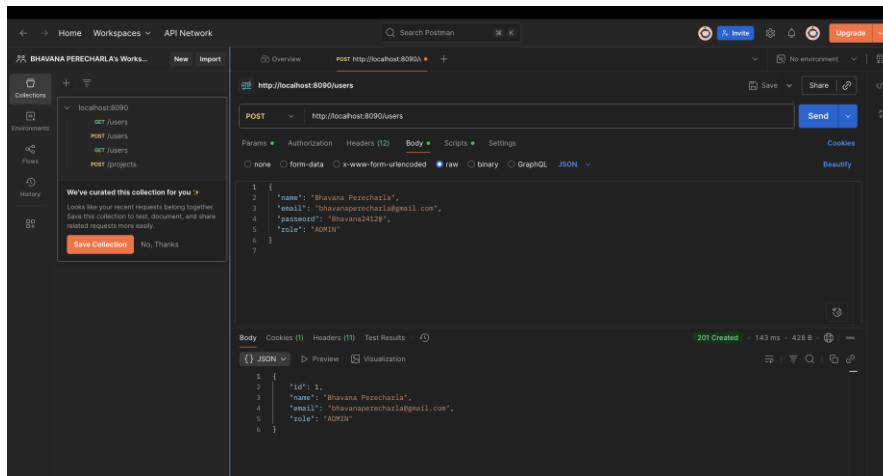 Home Workspaces API Network Search Postman ⌘ K Invite Upgrade
BHAVANA PERECHARLA's Works... New Import
Overview POST http://localhost:8090/u + No environment
Collections
Environments
Flows
History
localhost:8090
GET /users
POST /users
GET /users
POST /projects
We've curated this collection for you
Looks like your recent requests belong together.
Save this collection to test, document, and share
related requests more easily.
Save Collection No, Thanks
http://localhost:8090/users Save Share
POST http://localhost:8090/users Send
Params Authorization Headers (12) Body Scripts Settings Cookies
none form-data x-www-form-urlencoded raw binary GraphQL JSON Beautify
1 {
2 "name": "Bhavana Perecharla",
3 "email": "bhavanaperecharla@gmail.com",
4 "password": "Bhavana2412@",
5 "role": "ADMIN"
6 }
7
Body Cookies (1) Headers (11) Test Results 201 Created 143 ms 428 B
{} JSON Preview Visualization
1 {
2 "id": 1,
3 "name": "Bhavana Perecharla",
4 "email": "bhavanaperecharla@gmail.com",
5 "role": "ADMIN"
6 }